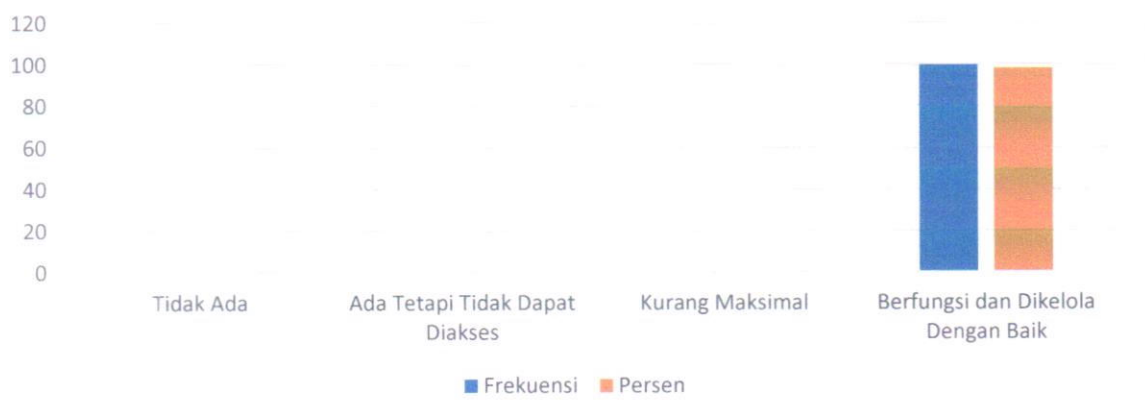 120
100
80
60
40
20
0
Tidak Ada
Ada Tetapi Tidak Dapat
Diakses
Kurang Maksimal
Berfungsi dan Dikelola
Dengan Baik
Frekuensi
Persen